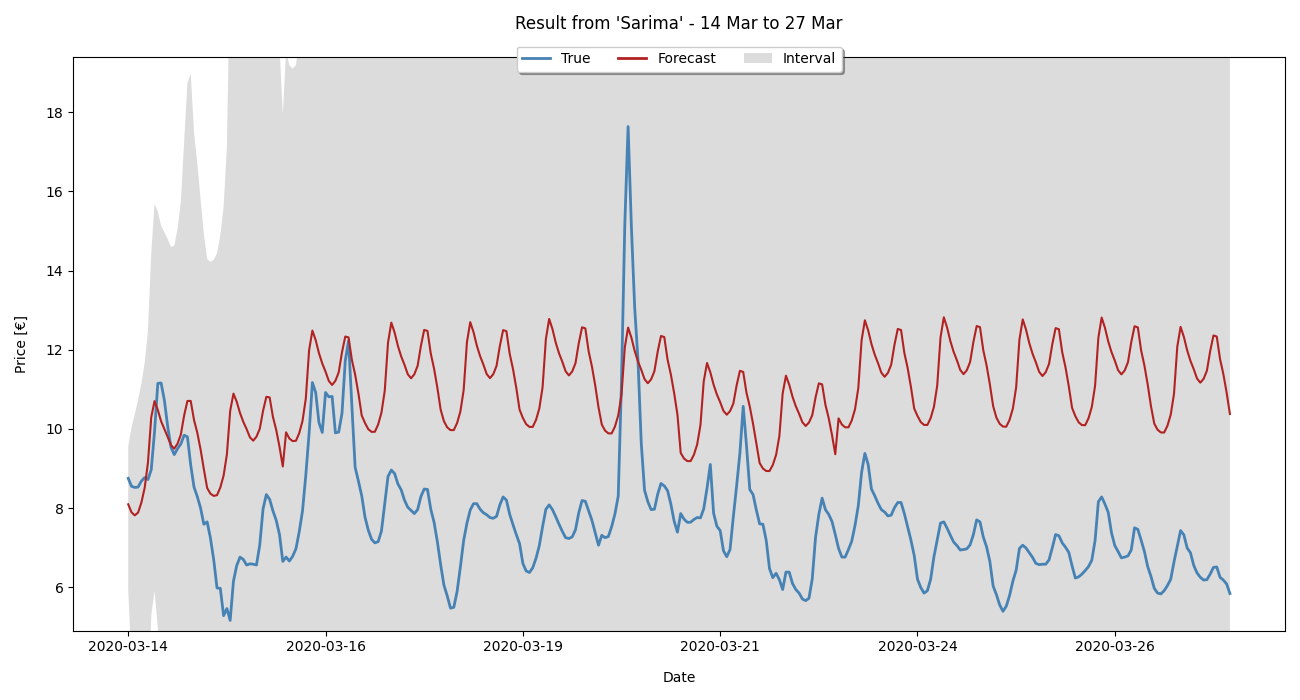 Result from 'Sarima' - 14 Mar to 27 Mar
True Forecast Interval
18
16
14
12
10
8
6
Price [€]
2020-03-14 2020-03-16 2020-03-19 2020-03-21 2020-03-24 2020-03-26
Date